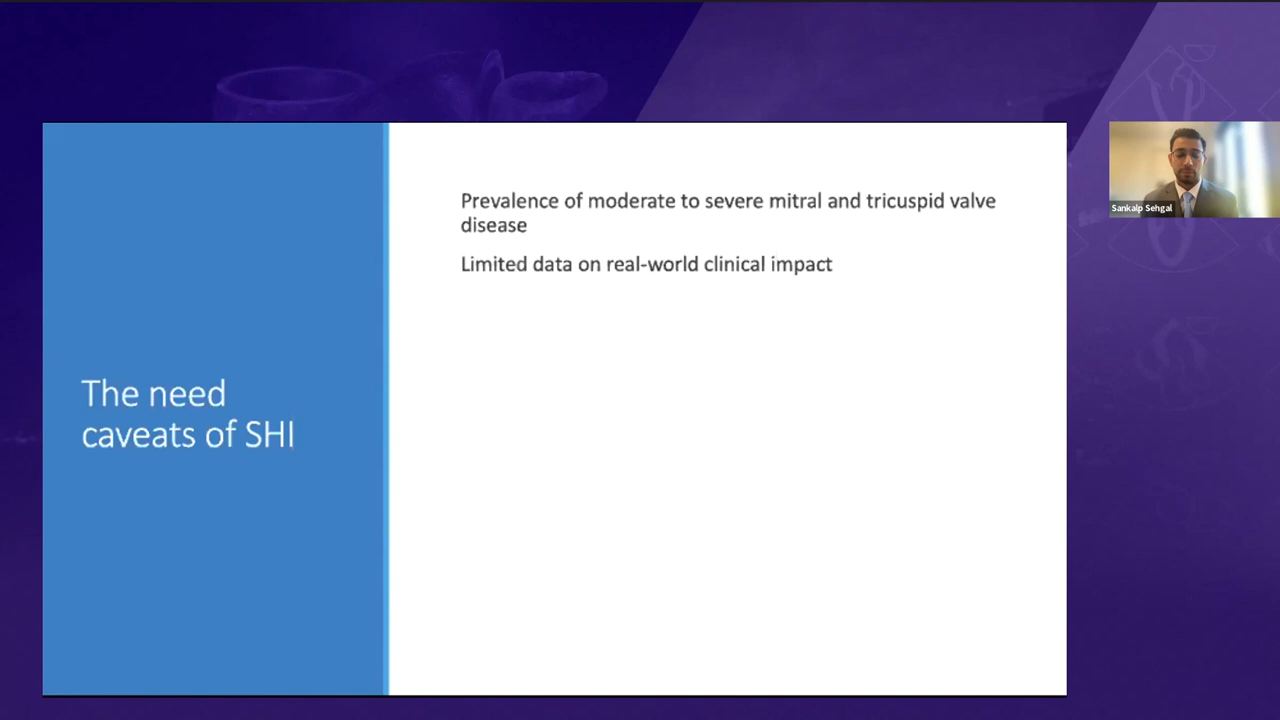 The need
caveats of SHI
Prevalence of moderate to severe mitral and tricuspid valve
disease
Limited data on real-world clinical impact
Sankalp Sehgal